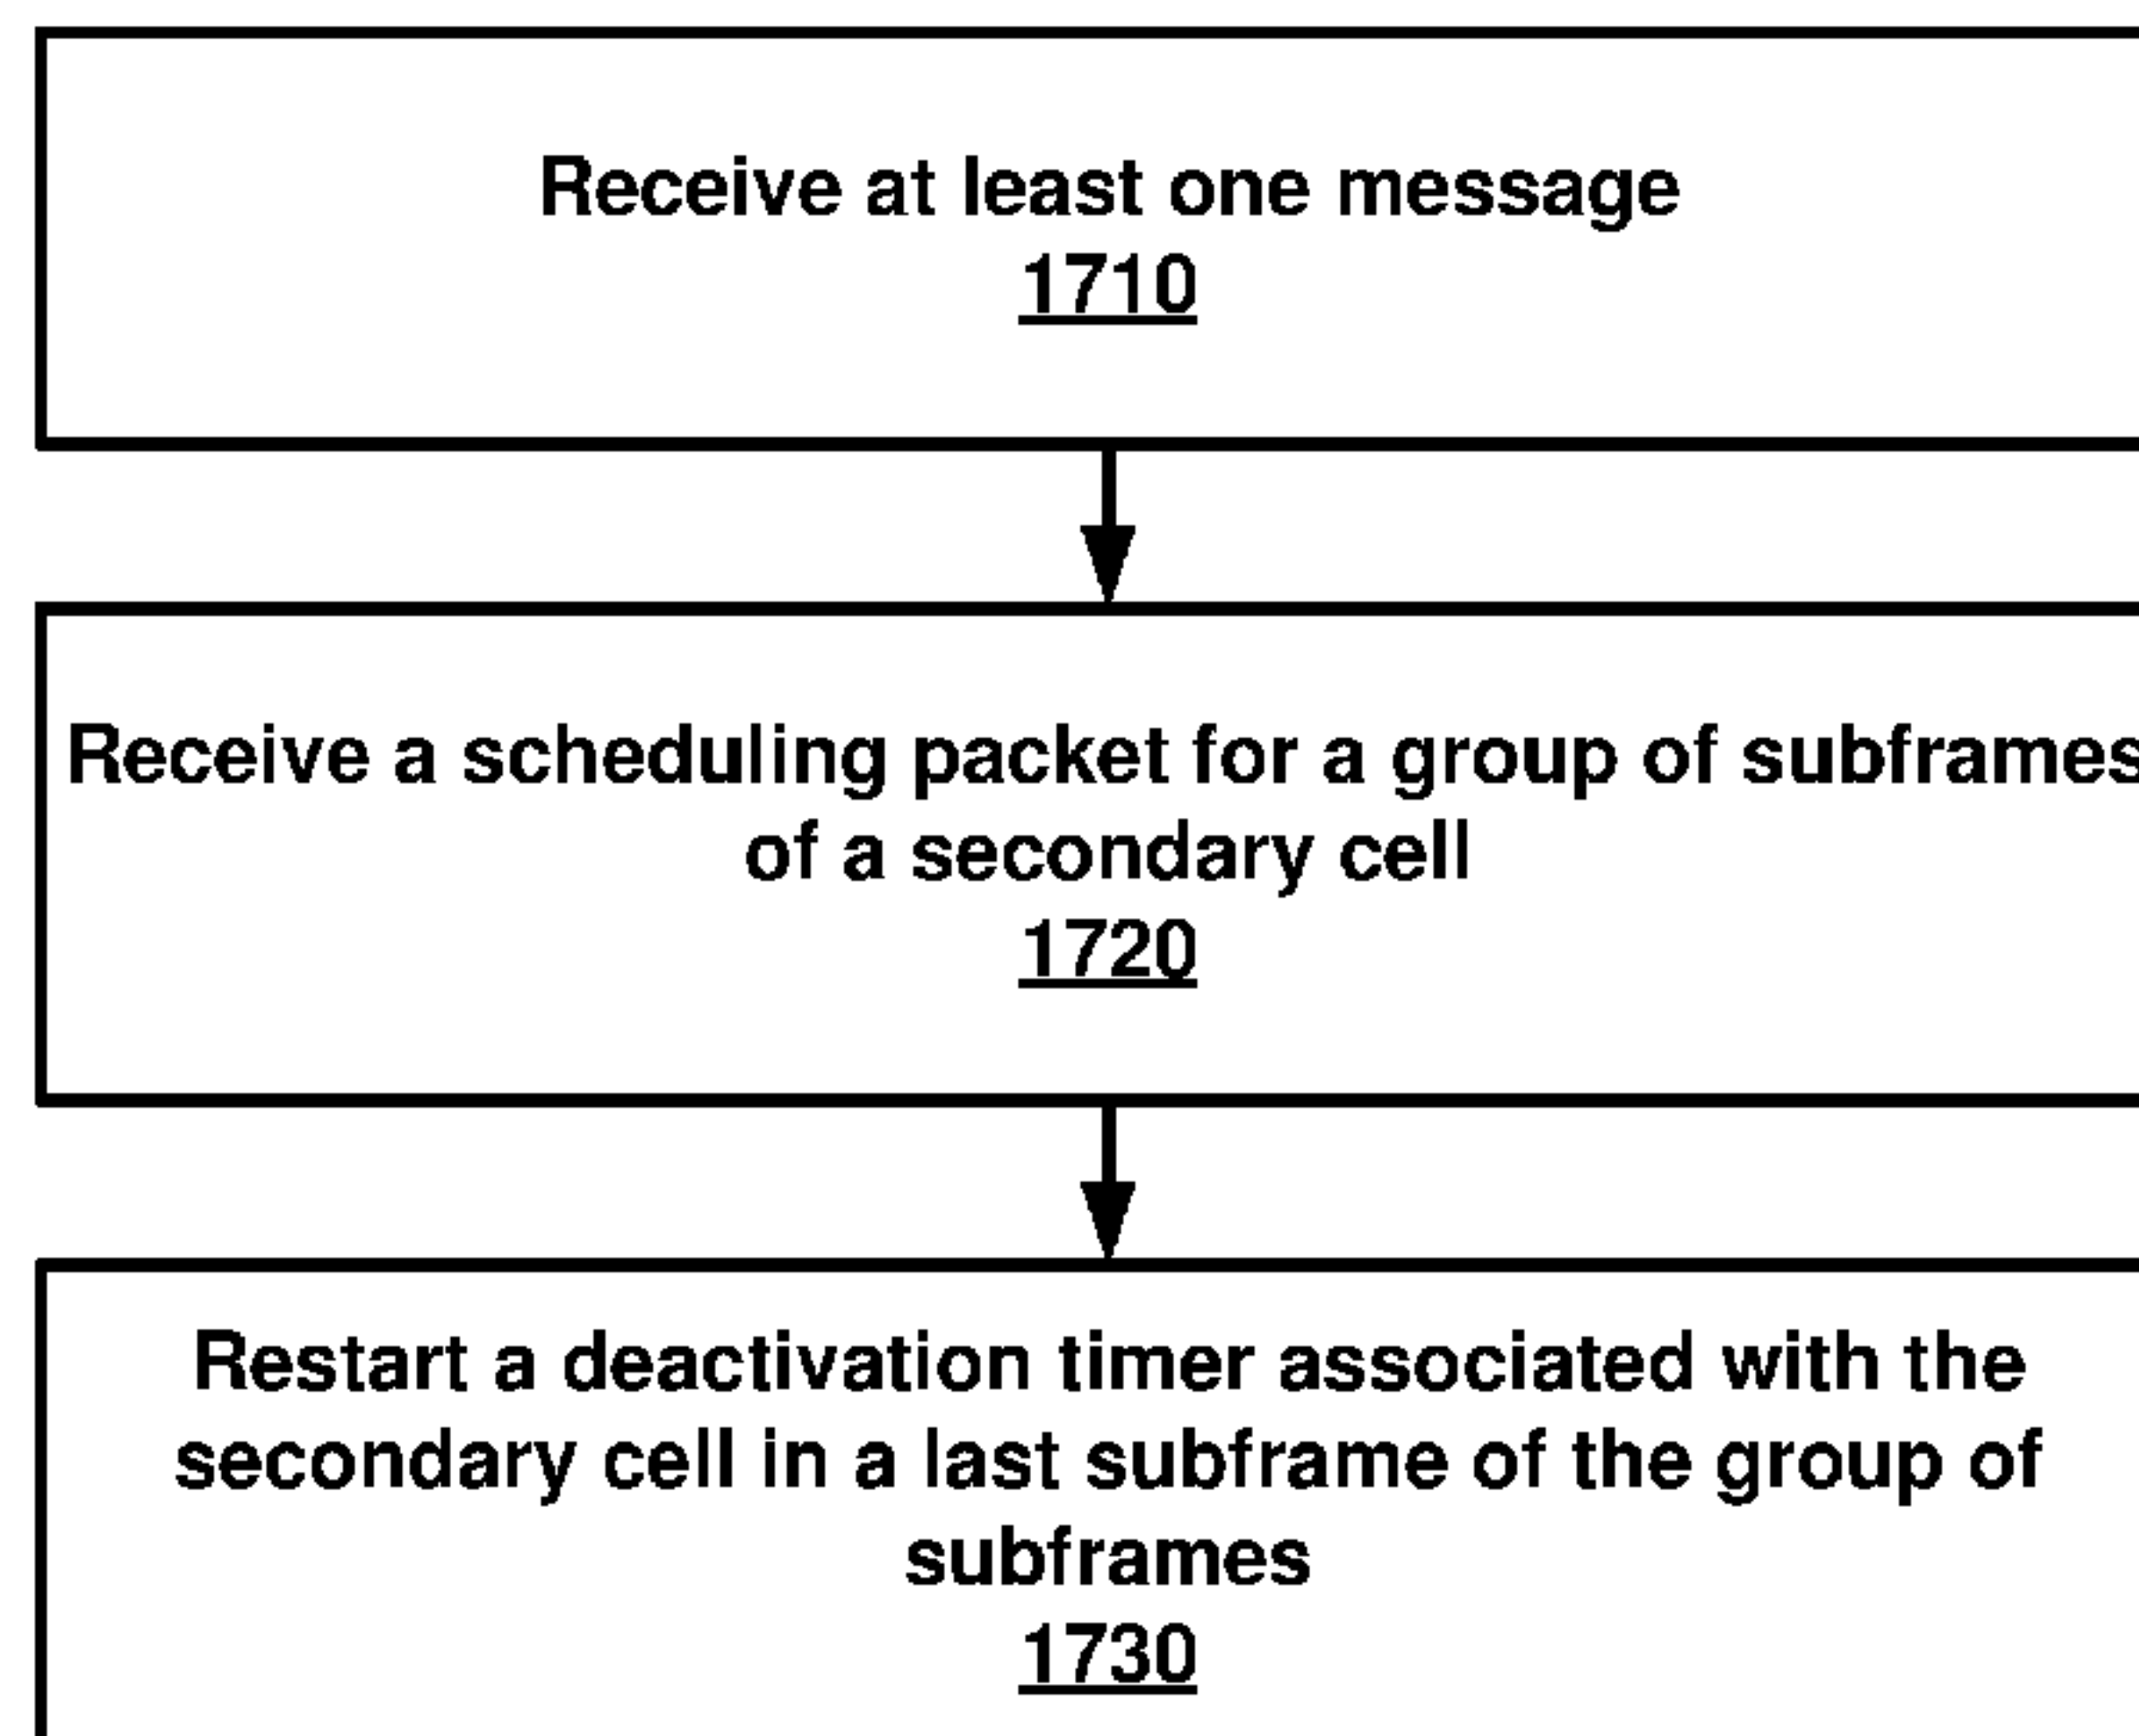 Receive at least one message
1710
Receive a scheduling packet for a group of subframes
of a secondary cell
1720
Restart a deactivation timer associated with the
secondary cell in a last subframe of the group of
subframes
1730